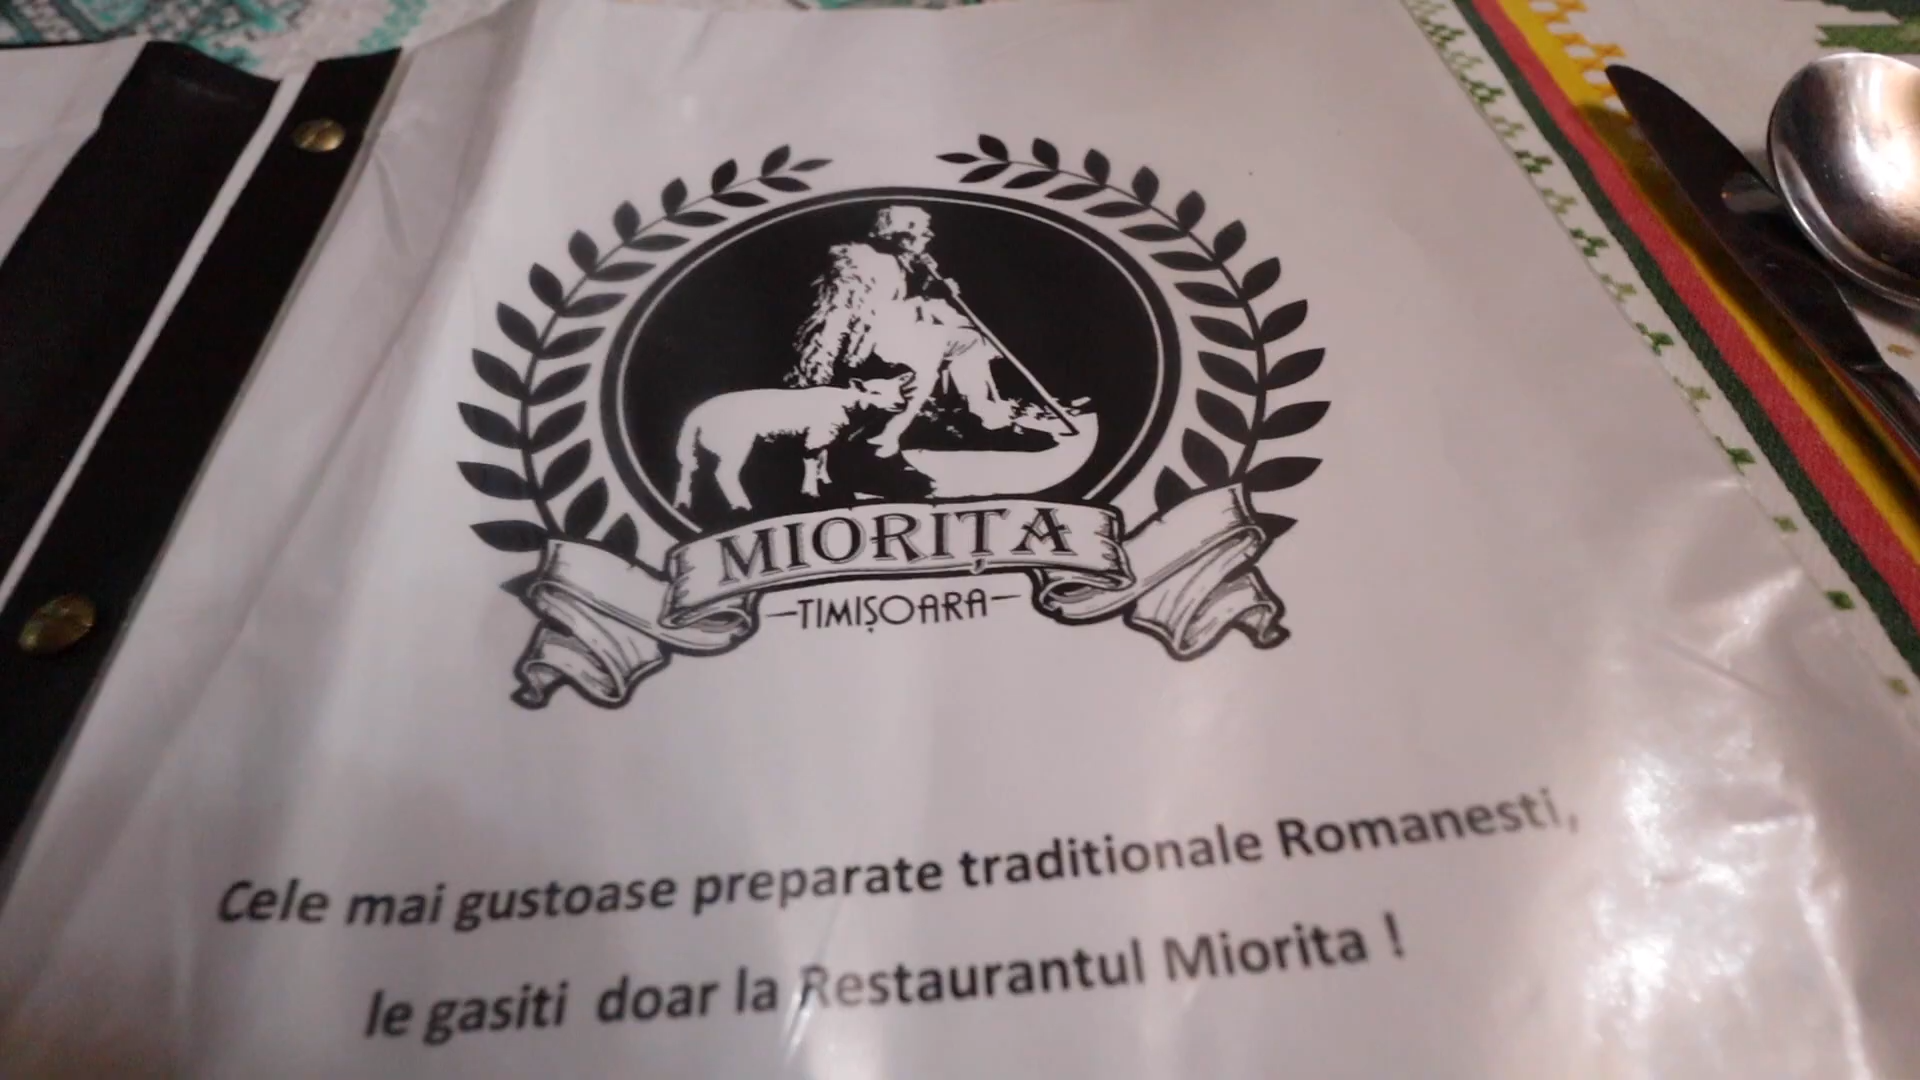 MIORIȚA
TIMIȘOARA
Cele mai gustoase preparate traditionale Romanesti,
le gasiti doar la Restaurantul Miorita !